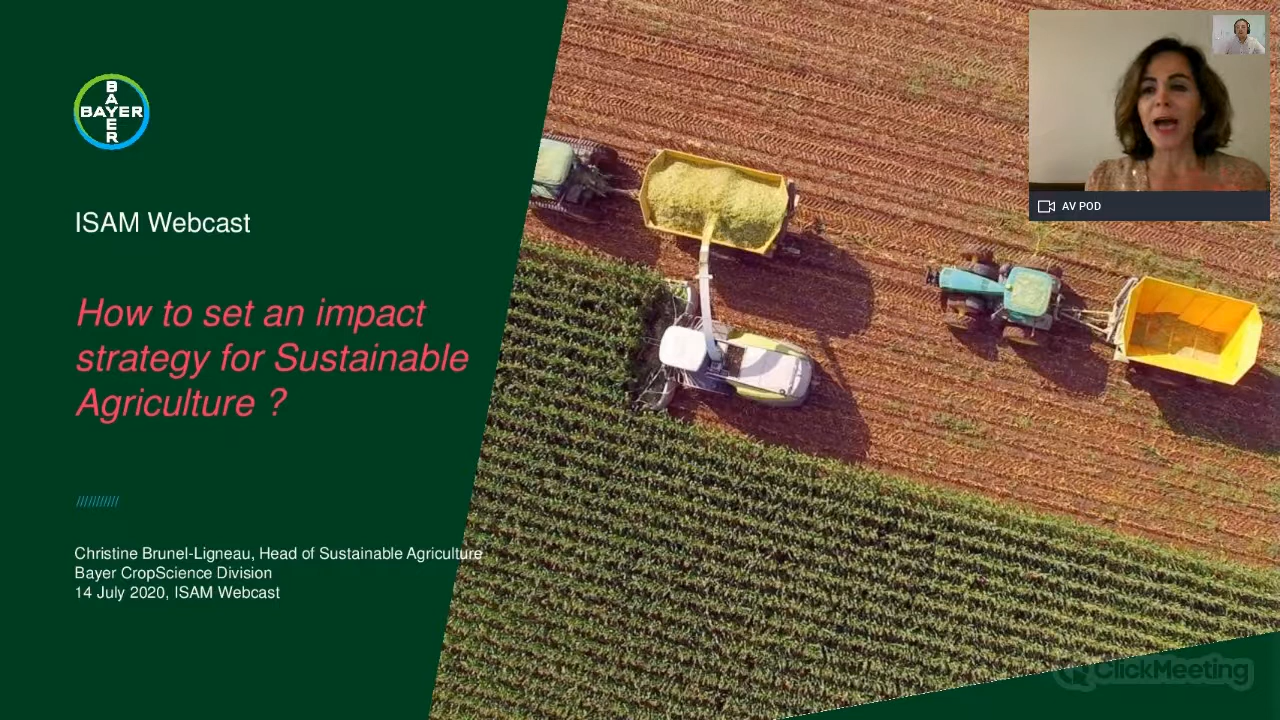 BAYER
BAYER
ISAM Webcast
How to set an impact
strategy for Sustainable
Agriculture ?
///////////
Christine Brunel-Ligneau, Head of Sustainable Agriculture
Bayer CropScience Division
14 July 2020, ISAM Webcast
AV POD
ClickMeeting